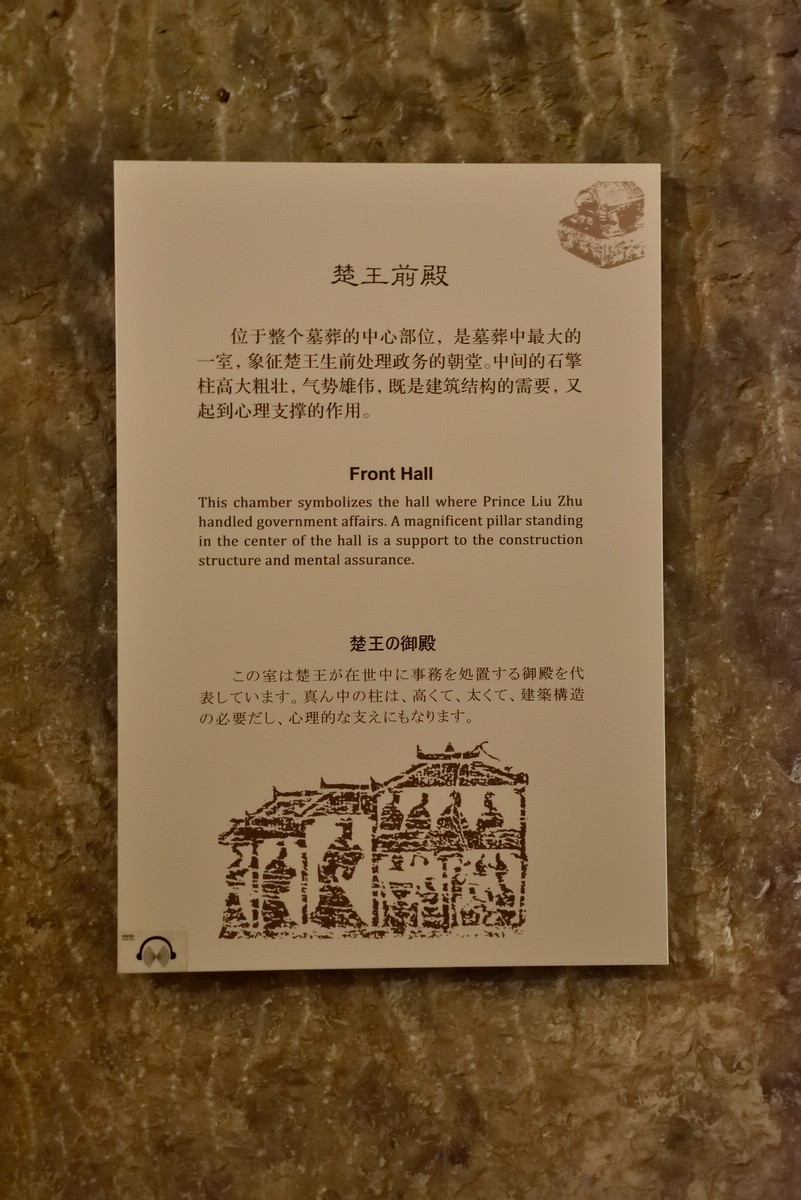 楚王前殿
位于整个墓葬的中心部位，是墓葬中最大的
一室，象征楚王生前处理政务的朝堂。中间的石擎
柱高大粗壮，气势雄伟，既是建筑结构的需要，又
起到心理支撑的作用。
Front Hall
This chamber symbolizes the hall where Prince Liu Zhu
handled government affairs. A magnificent pillar standing
in the center of the hall is a support to the construction
structure and mental assurance.
楚王の御殿
この室は楚王が在世中に事務を処置する御殿を代
表しています。真ん中の柱は、高くて、太くて、建築構造
の必要だし、心理的な支えにもなります。